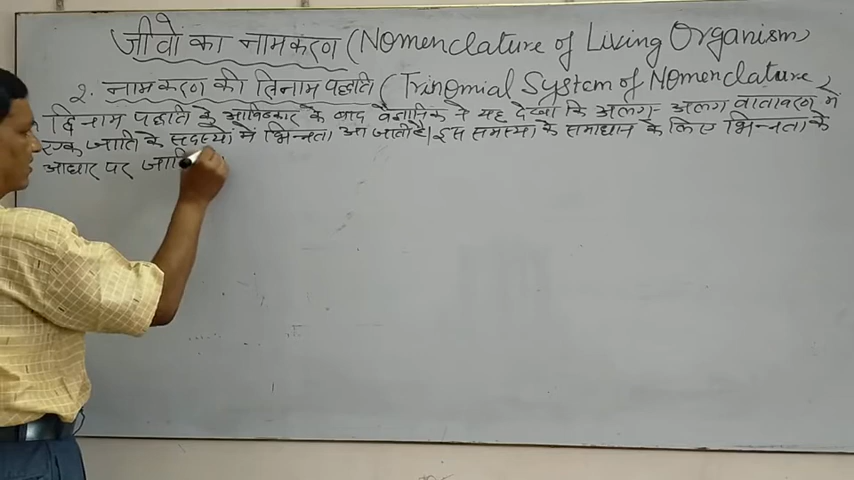 जीवों का नामकरण (Nomenclature of Living Organism)
2. नामकरण की त्रिनाम पद्धति (Trinomial System of Nomenclature)
द्विनाम पद्धति के आविष्कार के बाद वैज्ञानिक ने यह देखा कि अलग-अलग वातावरण में
एक जाति के सदस्यों में भिन्नता आ जाती है। इस समस्या के समाधान के लिए भिन्नता के
आधार पर जाति